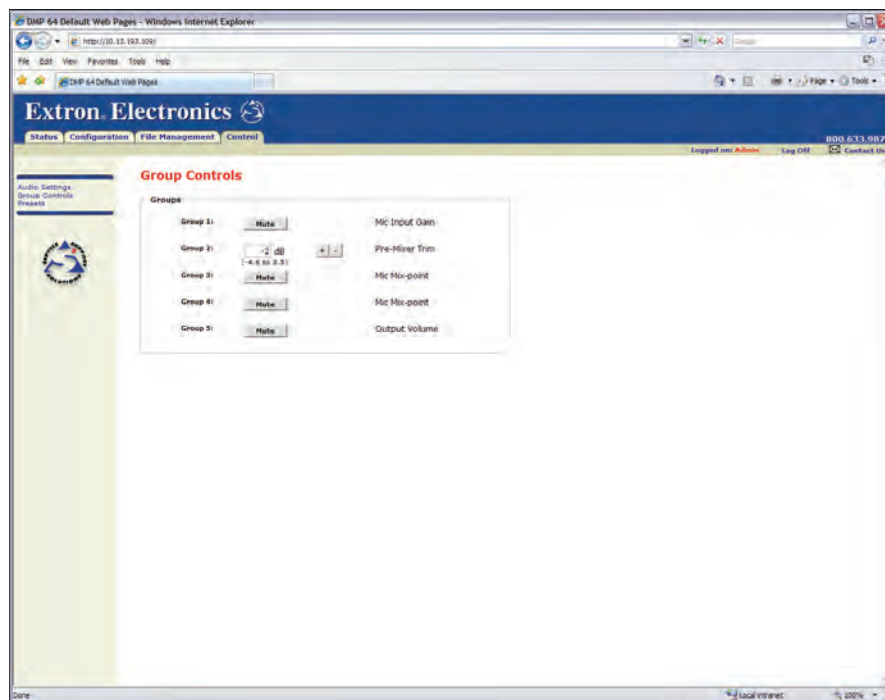 DMP 64 Default Web Pages - Windows Internet Explorer
http://10.13.193.109/
Google
File Edit View Favorites Tools Help
DMP 64 Default Web Pages
Page Tools
Extron Electronics
Status Configuration File Management Control
800.633.987
Logged on: Admin Log Off Contact Us
Audio Settings
Group Controls
Presets
Group Controls
Groups
Group 1: Mute Mic Input Gain
Group 2: -2 dB + - Pre-Mixer Trim
[-4.6 to 3.5]
Group 3: Mute Mic Mix-point
Group 4: Mute Mic Mix-point
Group 5: Mute Output Volume
Done
Local intranet 100%